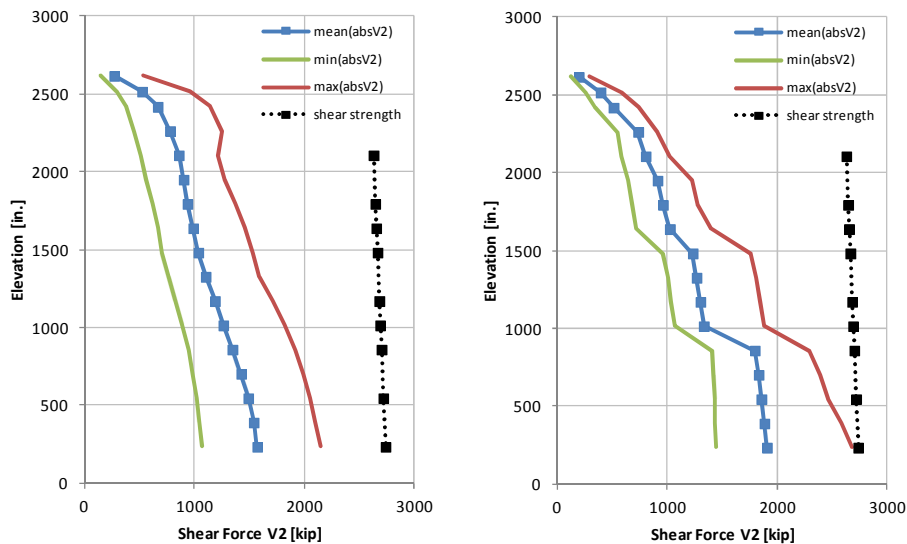 3000
2500
2000
1500
1000
500
0
Elevation [in.]
mean(absV2)
min(absV2)
max(absV2)
shear strength
0
1000
2000
3000
Shear Force V2 [kip]
3000
2500
2000
1500
1000
500
0
Elevation [in.]
mean(absV2)
min(absV2)
max(absV2)
shear strength
0
1000
2000
3000
Shear Force V2 [kip]